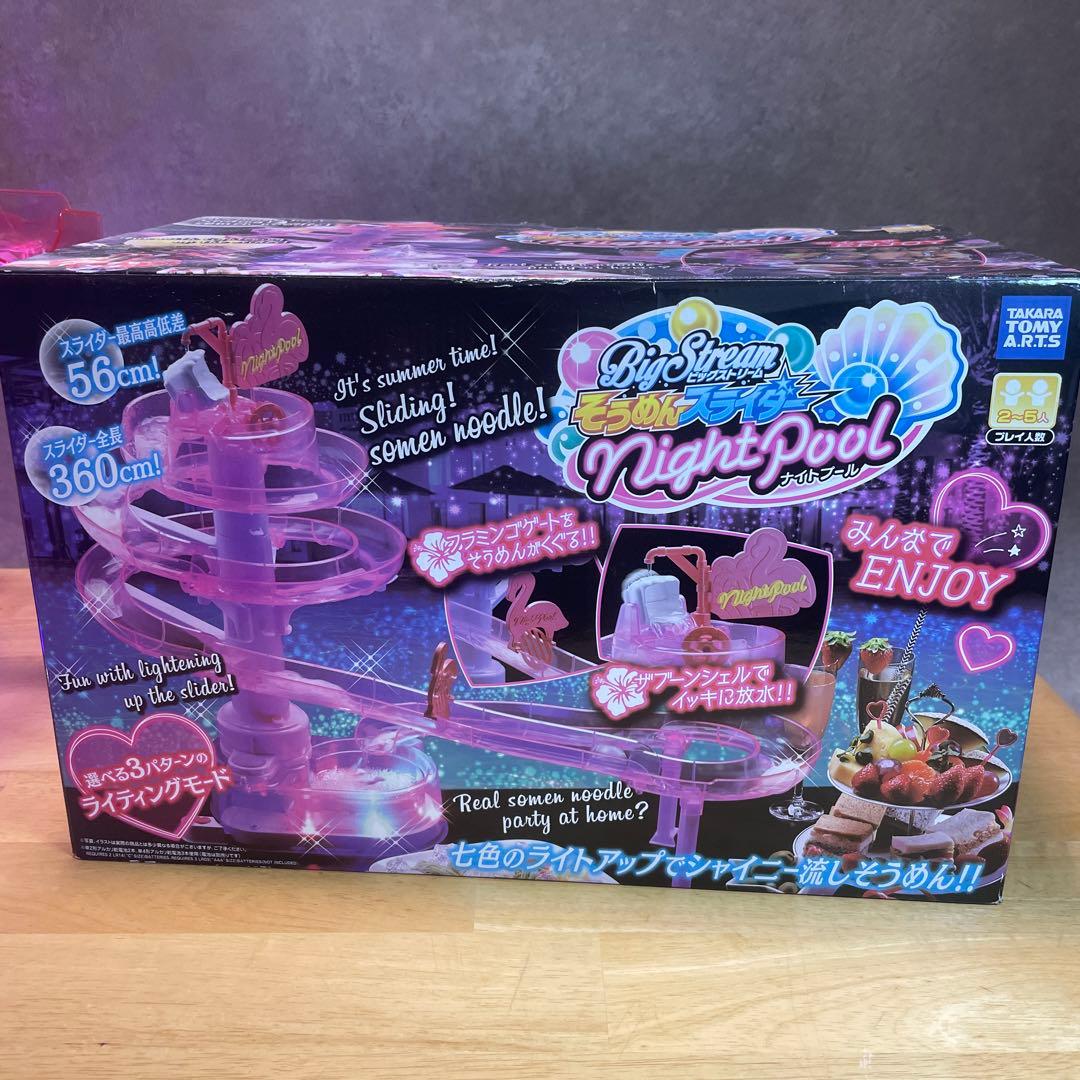 スライダー最高高低差
56cm!
スライダー全長
360cm!
NightPool
It's summer time!
Sliding!
somen noodle!
Big Stream
ビッグストリーム
そうめんスライダー
nightPool
ナイトプール
TAKARA
TOMY
A.R.T.S
2〜5人
プレイ人数
フラミンゴゲートを
そうめんがくぐる!!
NightPool
みんなで
ENJOY
ザブーンシェルで
イッキに放水!!
Fun with lightening
up the slider!
選べる3パターンの
ライティングモード
Real somen noodle
party at home?
七色のライトアップでシャイニー流しそうめん!!